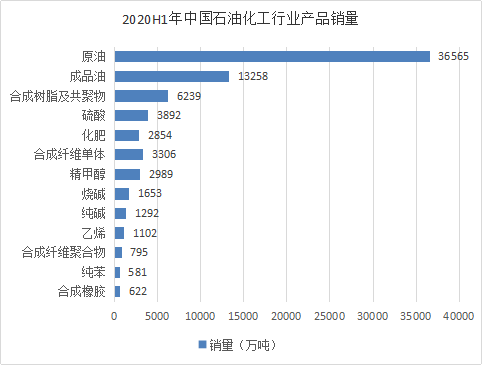 2020H1年中国石油化工行业产品销量
原油 36565
成品油 13258
合成树脂及共聚物 6239
硫酸 3892
化肥 2854
合成纤维单体 3306
精甲醇 2989
烧碱 1653
纯碱 1292
乙烯 1102
合成纤维聚合物 795
纯苯 581
合成橡胶 622
0 5000 10000 15000 20000 25000 30000 35000 40000
销量（万吨）